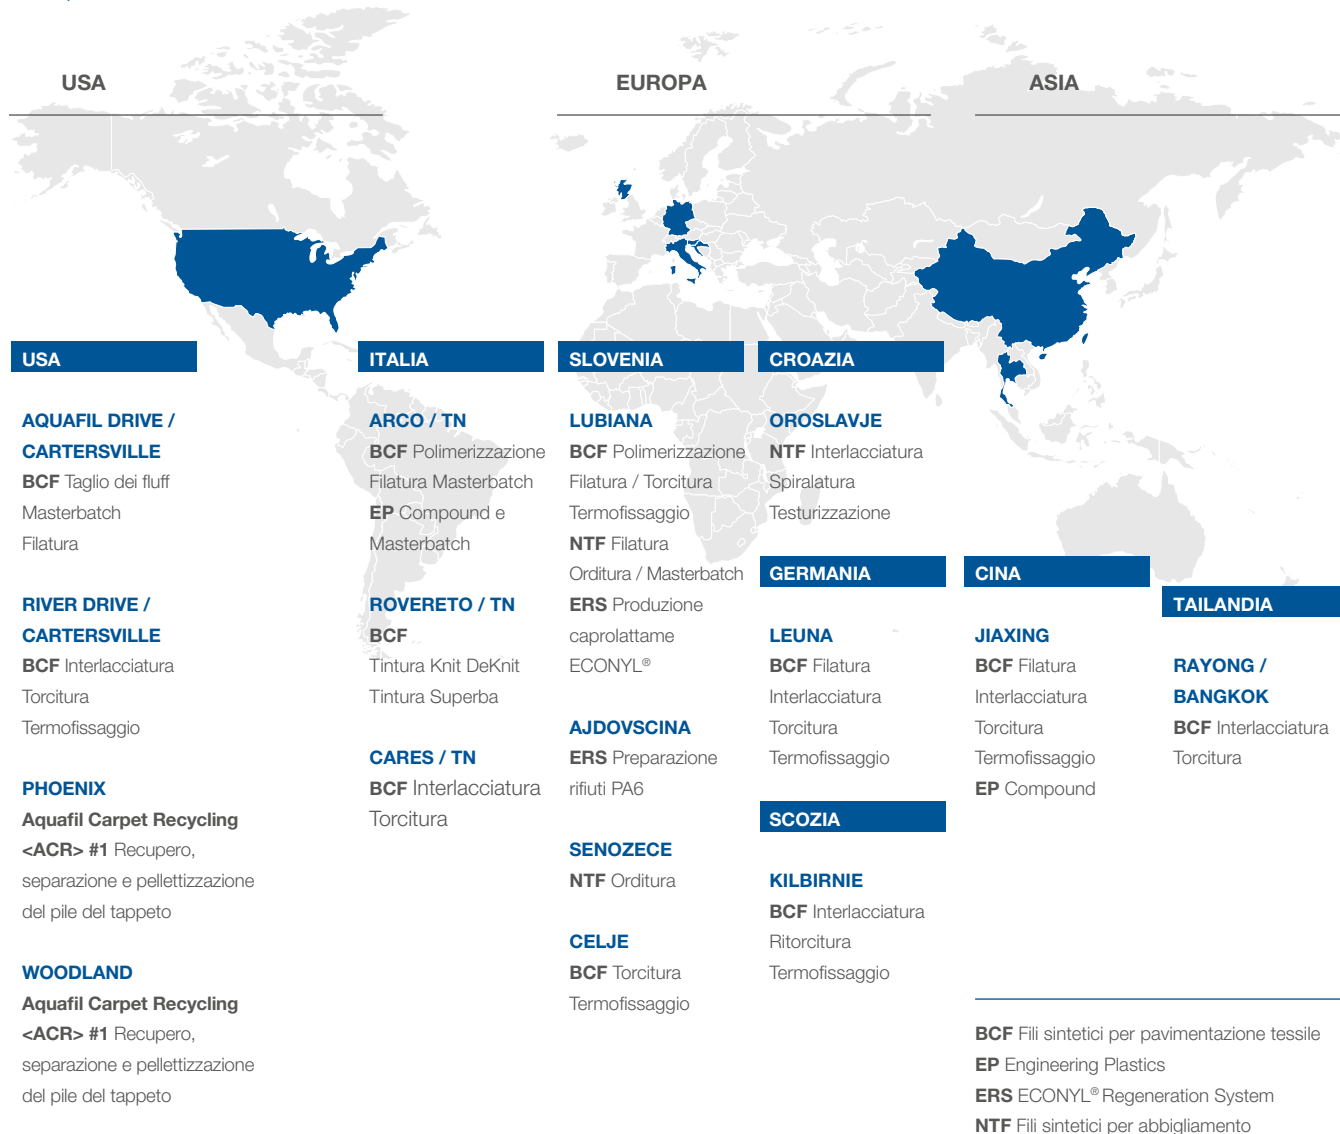 USA
EUROPA
ASIA
USA
AQUAFIL DRIVE /
CARTERSVILLE
BCF Taglio dei fluff
Masterbatch
Filatura
RIVER DRIVE /
CARTERSVILLE
BCF Interlacciatura
Torcitura
Termofissaggio
PHOENIX
Aquafil Carpet Recycling
<ACR> #1 Recupero,
separazione e pellettizzazione
del pile del tappeto
WOODLAND
Aquafil Carpet Recycling
<ACR> #1 Recupero,
separazione e pellettizzazione
del pile del tappeto
ITALIA
ARCO / TN
BCF Polimerizzazione
Filatura Masterbatch
EP Compound e
Masterbatch
ROVERETO / TN
BCF
Tintura Knit DeKnit
Tintura Superba
CARES / TN
BCF Interlacciatura
Torcitura
SLOVENIA
LUBIANA
BCF Polimerizzazione
Filatura / Torcitura
Termofissaggio
NTF Filatura
Orditura / Masterbatch
ERS Produzione
caprolattame
ECONYL®
AJDOVSCINA
ERS Preparazione
rifiuti PA6
SENOZECE
NTF Orditura
CELJE
BCF Torcitura
Termofissaggio
CROAZIA
OROSLAVJE
NTF Interlacciatura
Spiralatura
Testurizzazione
GERMANIA
LEUNA
BCF Filatura
Interlacciatura
Torcitura
Termofissaggio
SCOZIA
KILBIRNIE
BCF Interlacciatura
Ritorcitura
Termofissaggio
CINA
JIAXING
BCF Filatura
Interlacciatura
Torcitura
Termofissaggio
EP Compound
TAILANDIA
RAYONG /
BANGKOK
BCF Interlacciatura
Torcitura
BCF Fili sintetici per pavimentazione tessile
EP Engineering Plastics
ERS ECONYL® Regeneration System
NTF Fili sintetici per abbigliamento